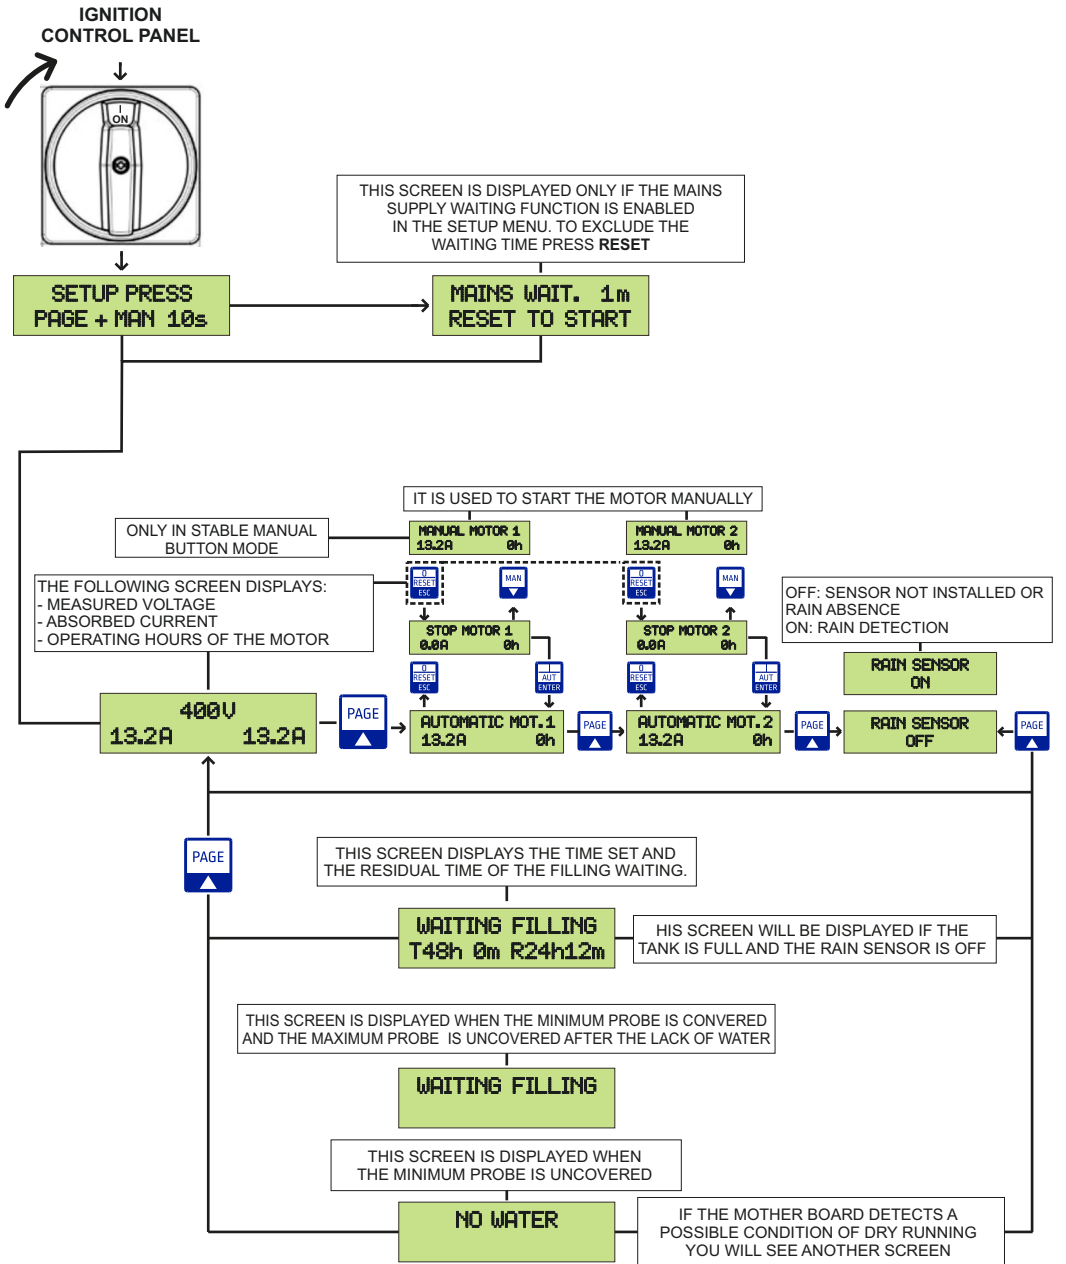 IGNITION
CONTROL PANEL
I
ON
THIS SCREEN IS DISPLAYED ONLY IF THE MAINS
SUPPLY WAITING FUNCTION IS ENABLED
IN THE SETUP MENU. TO EXCLUDE THE
WAITING TIME PRESS RESET
SETUP PRESS
PAGE + MAN 10s
MAINS WAIT. 1m
RESET TO START
IT IS USED TO START THE MOTOR MANUALLY
ONLY IN STABLE MANUAL
BUTTON MODE
MANUAL MOTOR 1
13.2A 0h
MANUAL MOTOR 2
13.2A 0h
THE FOLLOWING SCREEN DISPLAYS:
- MEASURED VOLTAGE
- ABSORBED CURRENT
- OPERATING HOURS OF THE MOTOR
0
RESET
ESC
MAN
0
RESET
ESC
MAN
OFF: SENSOR NOT INSTALLED OR
RAIN ABSENCE
ON: RAIN DETECTION
STOP MOTOR 1
0.0A 0h
STOP MOTOR 2
0.0A 0h
0
RESET
ESC
I
AUT
ENTER
0
RESET
ESC
I
AUT
ENTER
RAIN SENSOR
ON
400V
13.2A 13.2A
PAGE
AUTOMATIC MOT.1
13.2A 0h
PAGE
AUTOMATIC MOT.2
13.2A 0h
PAGE
RAIN SENSOR
OFF
PAGE
PAGE
THIS SCREEN DISPLAYS THE TIME SET AND
THE RESIDUAL TIME OF THE FILLING WAITING.
WAITING FILLING
T48h 0m R24h12m
HIS SCREEN WILL BE DISPLAYED IF THE
TANK IS FULL AND THE RAIN SENSOR IS OFF
THIS SCREEN IS DISPLAYED WHEN THE MINIMUM PROBE IS CONVERED
AND THE MAXIMUM PROBE IS UNCOVERED AFTER THE LACK OF WATER
WAITING FILLING
THIS SCREEN IS DISPLAYED WHEN
THE MINIMUM PROBE IS UNCOVERED
NO WATER
IF THE MOTHER BOARD DETECTS A
POSSIBLE CONDITION OF DRY RUNNING
YOU WILL SEE ANOTHER SCREEN